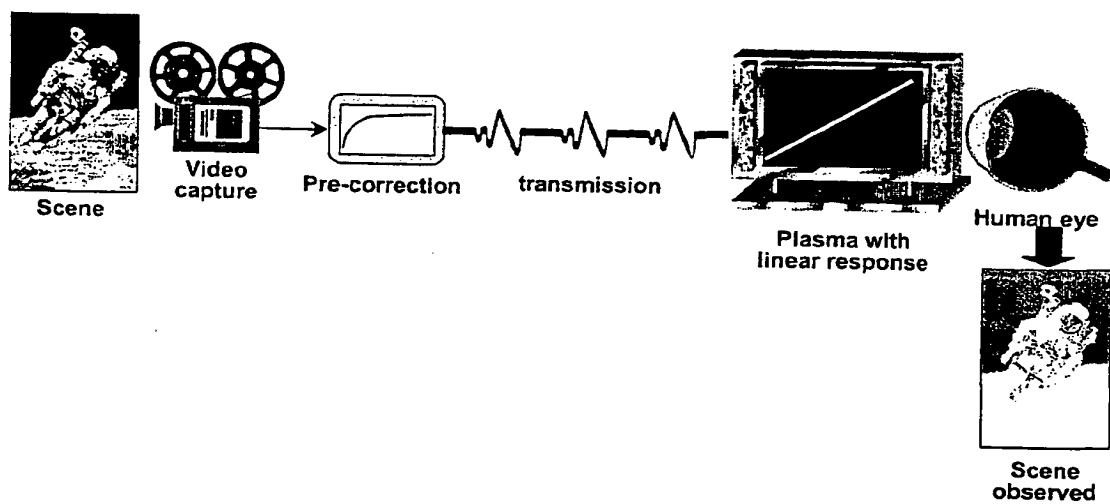 Scene
Video
capture
Pre-correction
transmission
Plasma with
linear response
Human eye
Scene
observed